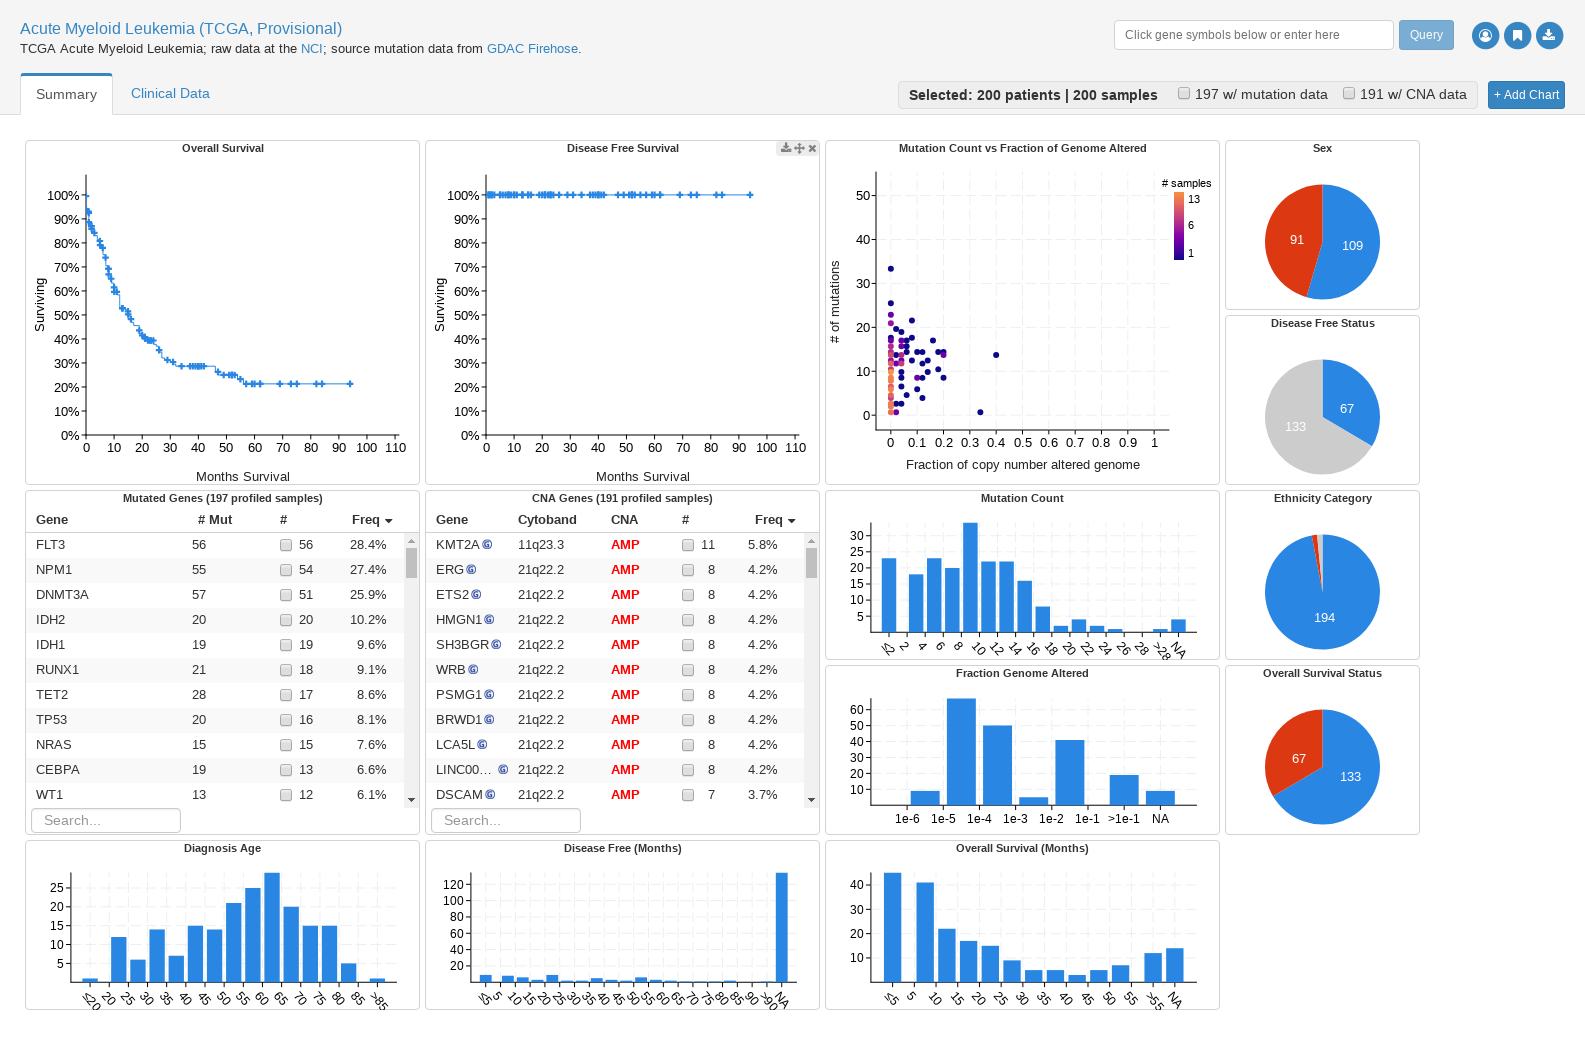 Acute Myeloid Leukemia (TCGA, Provisional)
TCGA Acute Myeloid Leukemia; raw data at the NCI; source mutation data from GDAC Firehose.
Click gene symbols below or enter here
Query
Summary
Clinical Data
Selected: 200 patients | 200 samples
197 w/ mutation data
191 w/ CNA data
+ Add Chart
Overall Survival
100%
90%
80%
70%
60%
50%
40%
30%
20%
10%
0%
Surviving
0 10 20 30 40 50 60 70 80 90 100 110
Months Survival
Disease Free Survival
100%
90%
80%
70%
60%
50%
40%
30%
20%
10%
0%
Surviving
0 10 20 30 40 50 60 70 80 90 100 110
Months Survival
Mutation Count vs Fraction of Genome Altered
# samples
13
6
1
50
40
30
20
10
0
# of mutations
0 0.1 0.2 0.3 0.4 0.5 0.6 0.7 0.8 0.9 1
Fraction of copy number altered genome
Sex
91
109
Disease Free Status
67
133
Mutated Genes (197 profiled samples)
Gene # Mut # Freq
FLT3 56 56 28.4%
NPM1 55 54 27.4%
DNMT3A 57 51 25.9%
IDH2 20 20 10.2%
IDH1 19 19 9.6%
RUNX1 21 18 9.1%
TET2 28 17 8.6%
TP53 20 16 8.1%
NRAS 15 15 7.6%
CEBPA 19 13 6.6%
WT1 13 12 6.1%
Search...
CNA Genes (191 profiled samples)
Gene Cytoband CNA # Freq
KMT2A G 11q23.3 AMP 11 5.8%
ERG G 21q22.2 AMP 8 4.2%
ETS2 G 21q22.2 AMP 8 4.2%
HMGN1 G 21q22.2 AMP 8 4.2%
SH3BGR G 21q22.2 AMP 8 4.2%
WRB G 21q22.2 AMP 8 4.2%
PSMG1 G 21q22.2 AMP 8 4.2%
BRWD1 G 21q22.2 AMP 8 4.2%
LCA5L G 21q22.2 AMP 8 4.2%
LINC00... G 21q22.2 AMP 8 4.2%
DSCAM G 21q22.2 AMP 7 3.7%
Search...
Mutation Count
30
25
20
15
10
5
≤2 2 4 6 8 10 12 14 16 18 20 22 24 26 28 >28 NA
Fraction Genome Altered
60
50
40
30
20
10
1e-6 1e-5 1e-4 1e-3 1e-2 1e-1 >1e-1 NA
Ethnicity Category
194
Overall Survival Status
67
133
Diagnosis Age
25
20
15
10
5
≤20 20 25 30 35 40 45 50 55 60 65 70 75 80 85 >85
Disease Free (Months)
120
100
80
60
40
20
≤5 5 10 15 20 25 30 35 40 45 50 55 60 65 70 75 80 85 90 >90 NA
Overall Survival (Months)
40
30
20
10
≤5 5 10 15 20 25 30 35 40 45 50 55 >55 NA